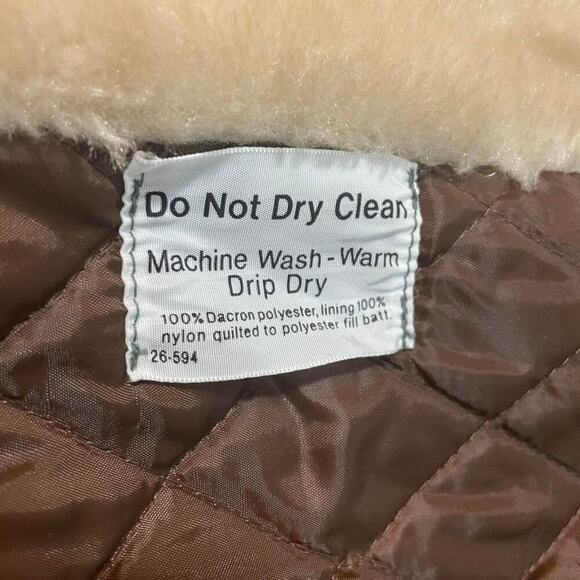 Do Not Dry Clean
Machine Wash - Warm
Drip Dry
100% Dacron polyester, lining 100%
nylon quilted to polyester fill batt.
26-594